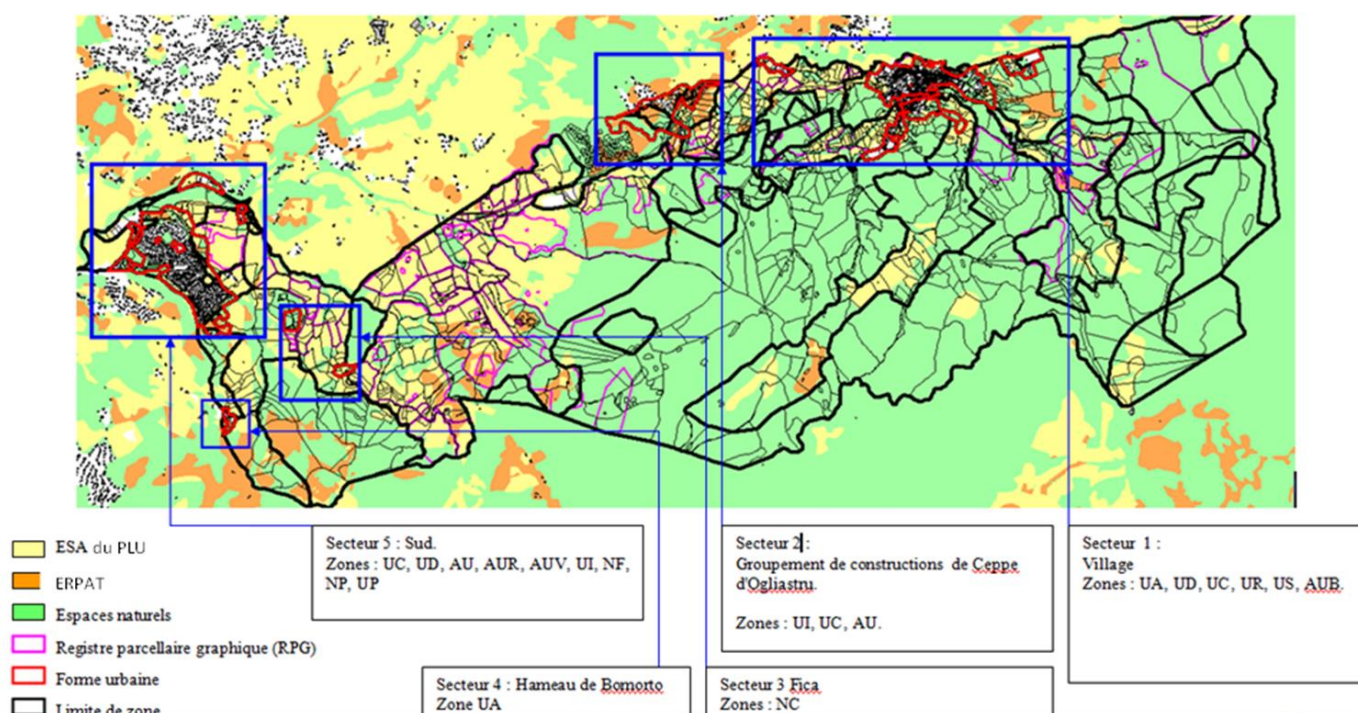 ESA du PLU
ERPAT
Espaces naturels
Registre parcellaire graphique (RPG)
Forme urbaine
Limite de zone
Secteur 5 : Sud.
Zones : UC, UD, AU, AUR, AUV, UI, NF,
NP, UP
Secteur 2 :
Groupement de constructions de Ceppe
d'Ogliastru.
Zones : UI, UC, AU.
Secteur 1 :
Village
Zones : UA, UD, UC, UR, US, AUB.
Secteur 4 : Hameau de Bomorto
Zone UA
Secteur 3 Fica
Zones : NC